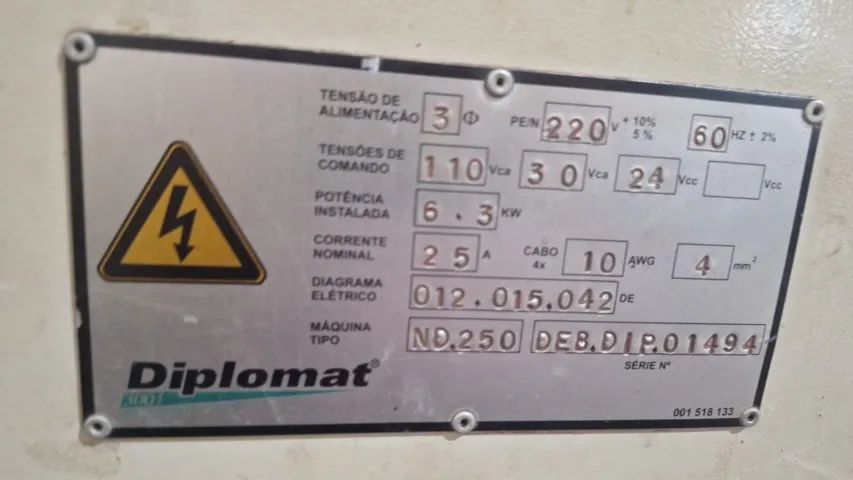 TENSÃO DE ALIMENTAÇÃO 3 Φ PE/N 220 V + 10% - 5% 60 HZ ± 2%
TENSÕES DE COMANDO 110 Vca 30 Vca 24 Vcc Vcc
POTÊNCIA INSTALADA 6.3 KW
CORRENTE NOMINAL 25 A CABO 4x 10 AWG 4 mm²
DIAGRAMA ELÉTRICO 012.015.042 DE
MÁQUINA TIPO ND.250 DEB.DIP.01494
SÉRIE Nº
Diplomat®
3001
001 518 133